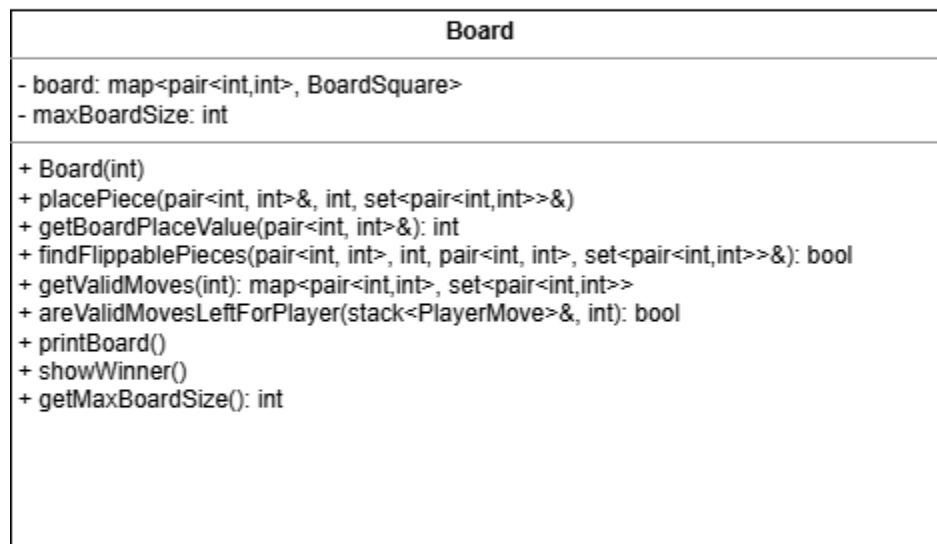 Board
- board: map<pair<int,int>, BoardSquare>
- maxBoardSize: int
+ Board(int)
+ placePiece(pair<int, int>&, int, set<pair<int,int>>&)
+ getBoardPlaceValue(pair<int, int>&): int
+ findFlippablePieces(pair<int, int>, int, pair<int, int>, set<pair<int,int>>&): bool
+ getValidMoves(int): map<pair<int,int>, set<pair<int,int>>
+ areValidMovesLeftForPlayer(stack<PlayerMove>&, int): bool
+ printBoard()
+ showWinner()
+ getMaxBoardSize(): int